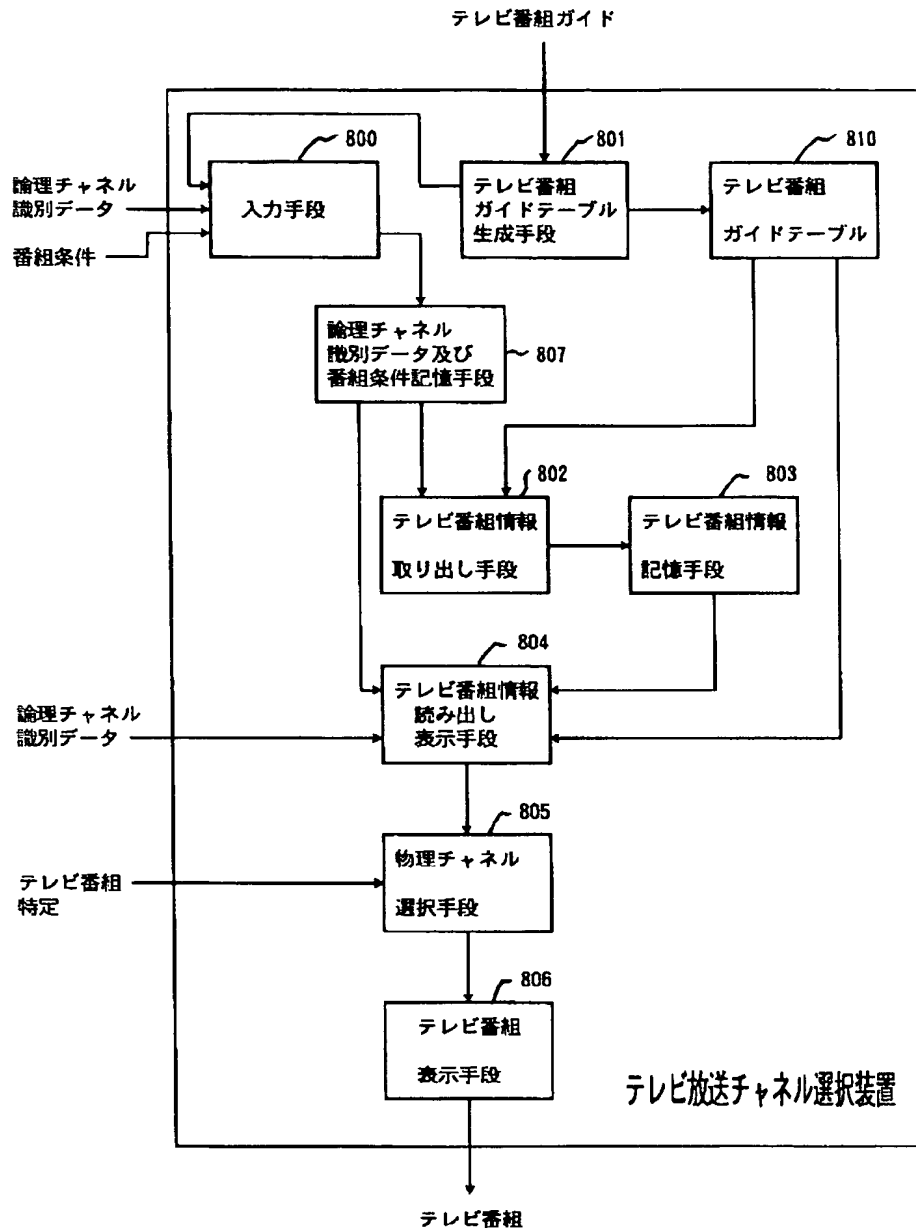 テレビ番組ガイド
800
801
810
論理チャネル
識別データ
番組条件
入力手段
テレビ番組
ガイドテーブル
生成手段
テレビ番組
ガイドテーブル
論理チャネル
識別データ及び
番組条件記憶手段
807
802
803
テレビ番組情報
取り出し手段
テレビ番組情報
記憶手段
804
テレビ番組情報
読み出し
表示手段
論理チャネル
識別データ
805
物理チャネル
選択手段
テレビ番組
特定
806
テレビ番組
表示手段
テレビ放送チャネル選択装置
テレビ番組